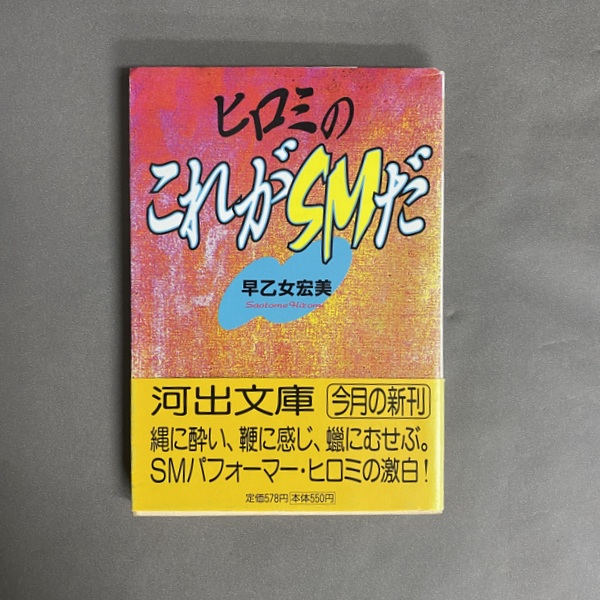 ヒロミの
これがSMだ
早乙女宏美
Saotome Hiromi
河出文庫 今月の新刊
縄に酔い、鞭に感じ、蠟にむせぶ。
SMパフォーマー・ヒロミの激白!
定価578円 本体550円